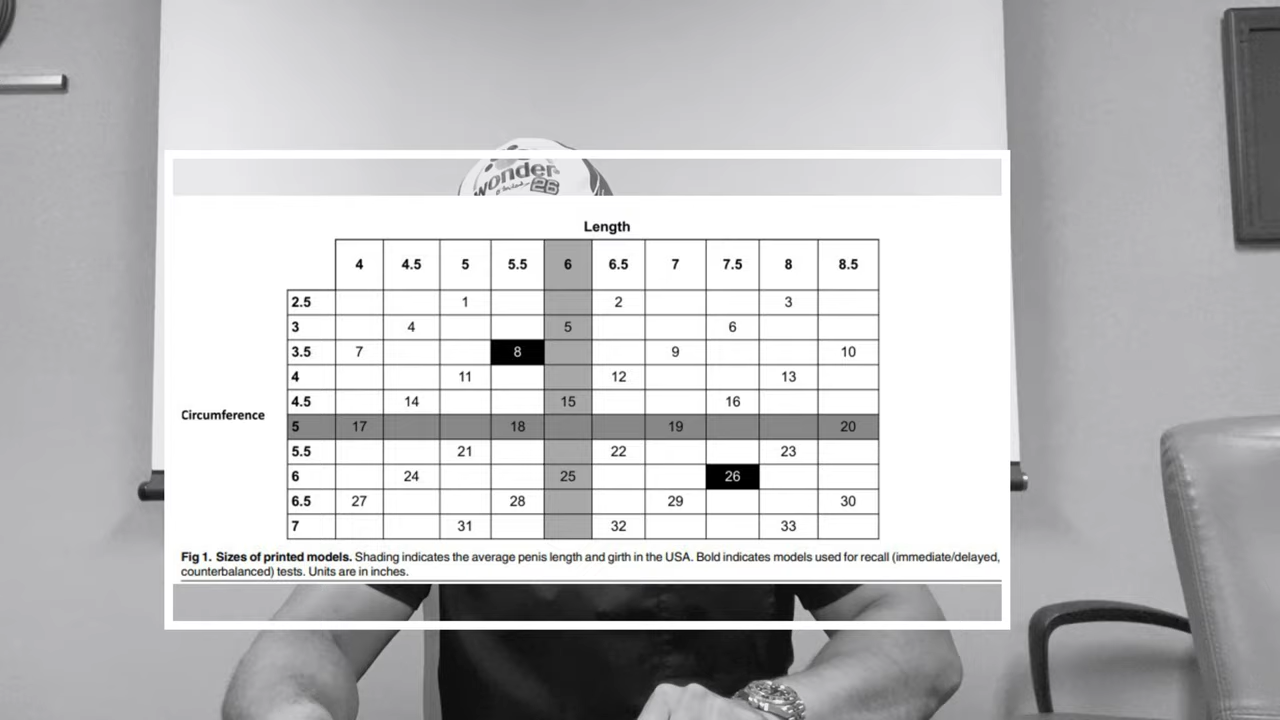 wonder
26
Length
4 4.5 5 5.5 6 6.5 7 7.5 8 8.5
2.5 1 2 3
3 4 5 6
3.5 7 8 9 10
4 11 12 13
4.5 14 15 16
Circumference
5 17 18 19 20
5.5 21 22 23
6 24 25 26
6.5 27 28 29 30
7 31 32 33
Fig 1. Sizes of printed models. Shading indicates the average penis length and girth in the USA. Bold indicates models used for recall (immediate/delayed,
counterbalanced) tests. Units are in inches.